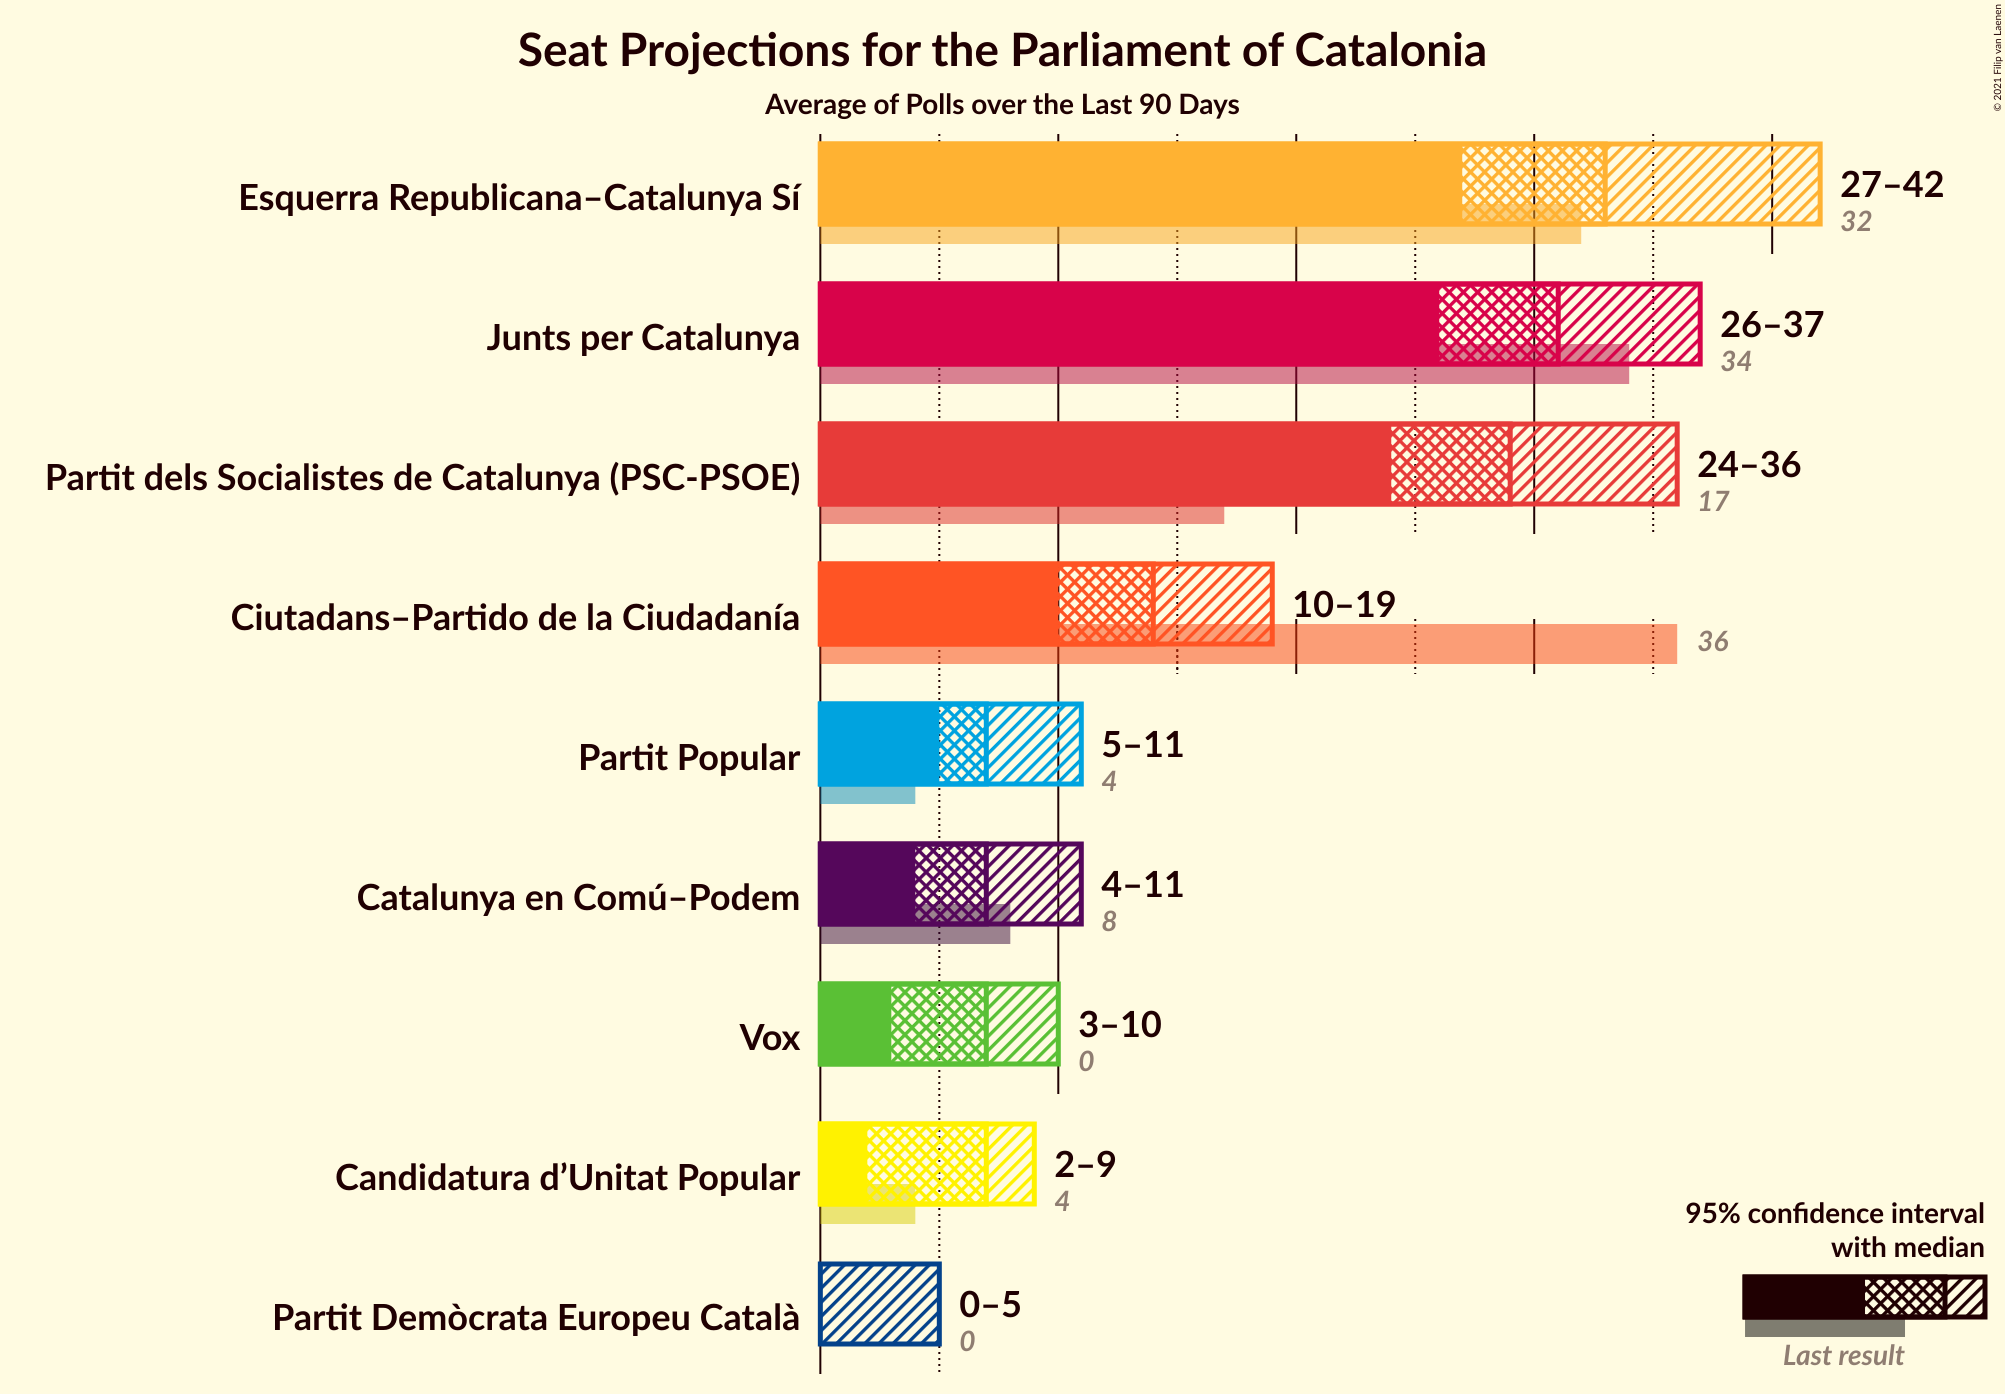 Seat Projections for the Parliament of Catalonia
Average of Polls over the Last 90 Days
© 2021 Filip van Laenen
Esquerra Republicana–Catalunya Sí
27–42
32
Junts per Catalunya
26–37
34
Partit dels Socialistes de Catalunya (PSC-PSOE)
24–36
17
Ciutadans–Partido de la Ciudadanía
10–19
36
Partit Popular
5–11
4
Catalunya en Comú–Podem
4–11
8
Vox
3–10
0
Candidatura d’Unitat Popular
2–9
4
Partit Demòcrata Europeu Català
0–5
0
95% confidence interval
with median
Last result